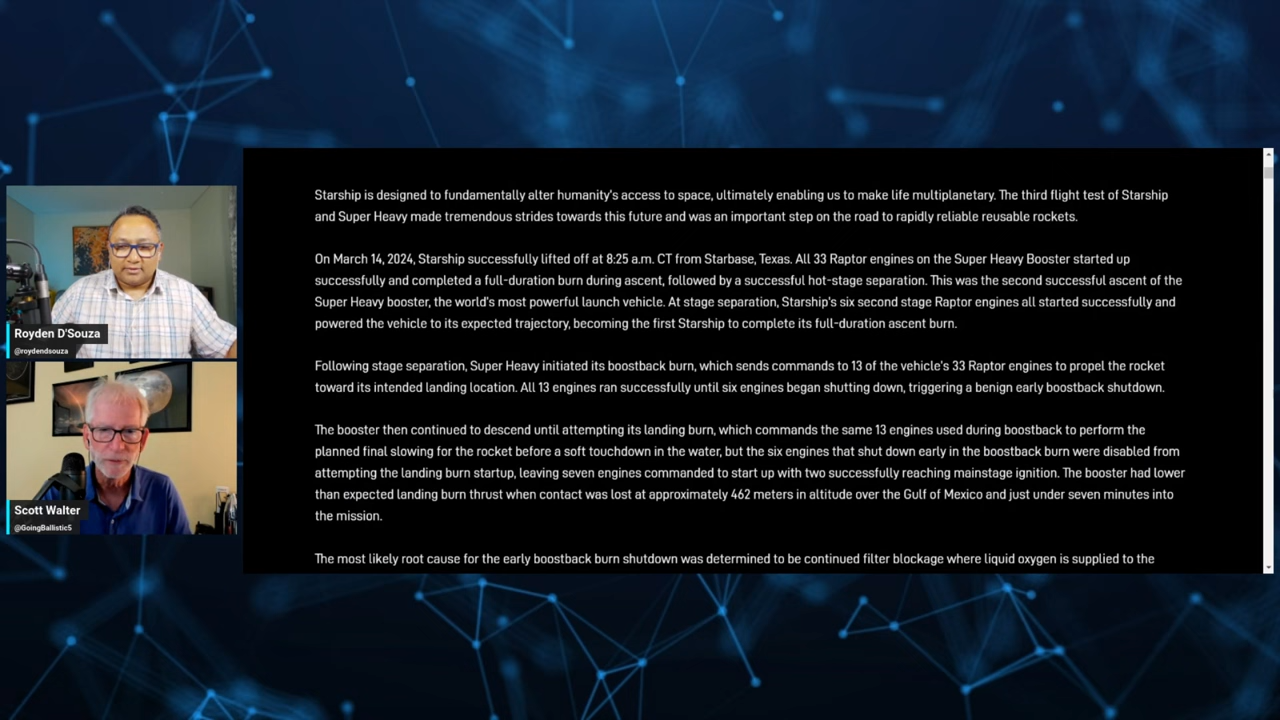 Starship is designed to fundamentally alter humanity's access to space, ultimately enabling us to make life multiplanetary. The third flight test of Starship
and Super Heavy made tremendous strides towards this future and was an important step on the road to rapidly reliable reusable rockets.
On March 14, 2024, Starship successfully lifted off at 8:25 a.m. CT from Starbase, Texas. All 33 Raptor engines on the Super Heavy Booster started up
successfully and completed a full-duration burn during ascent, followed by a successful hot-stage separation. This was the second successful ascent of the
Super Heavy booster, the world's most powerful launch vehicle. At stage separation, Starship's six second stage Raptor engines all started successfully and
powered the vehicle to its expected trajectory, becoming the first Starship to complete its full-duration ascent burn.
Following stage separation, Super Heavy initiated its boostback burn, which sends commands to 13 of the vehicle's 33 Raptor engines to propel the rocket
toward its intended landing location. All 13 engines ran successfully until six engines began shutting down, triggering a benign early boostback shutdown.
The booster then continued to descend until attempting its landing burn, which commands the same 13 engines used during boostback to perform the
planned final slowing for the rocket before a soft touchdown in the water, but the six engines that shut down early in the boostback burn were disabled from
attempting the landing burn startup, leaving seven engines commanded to start up with two successfully reaching mainstage ignition. The booster had lower
than expected landing burn thrust when contact was lost at approximately 462 meters in altitude over the Gulf of Mexico and just under seven minutes into
the mission.
The most likely root cause for the early boostback burn shutdown was determined to be continued filter blockage where liquid oxygen is supplied to the
Royden D'Souza
@roydendsouza
Scott Walter
@GoingBallistic5